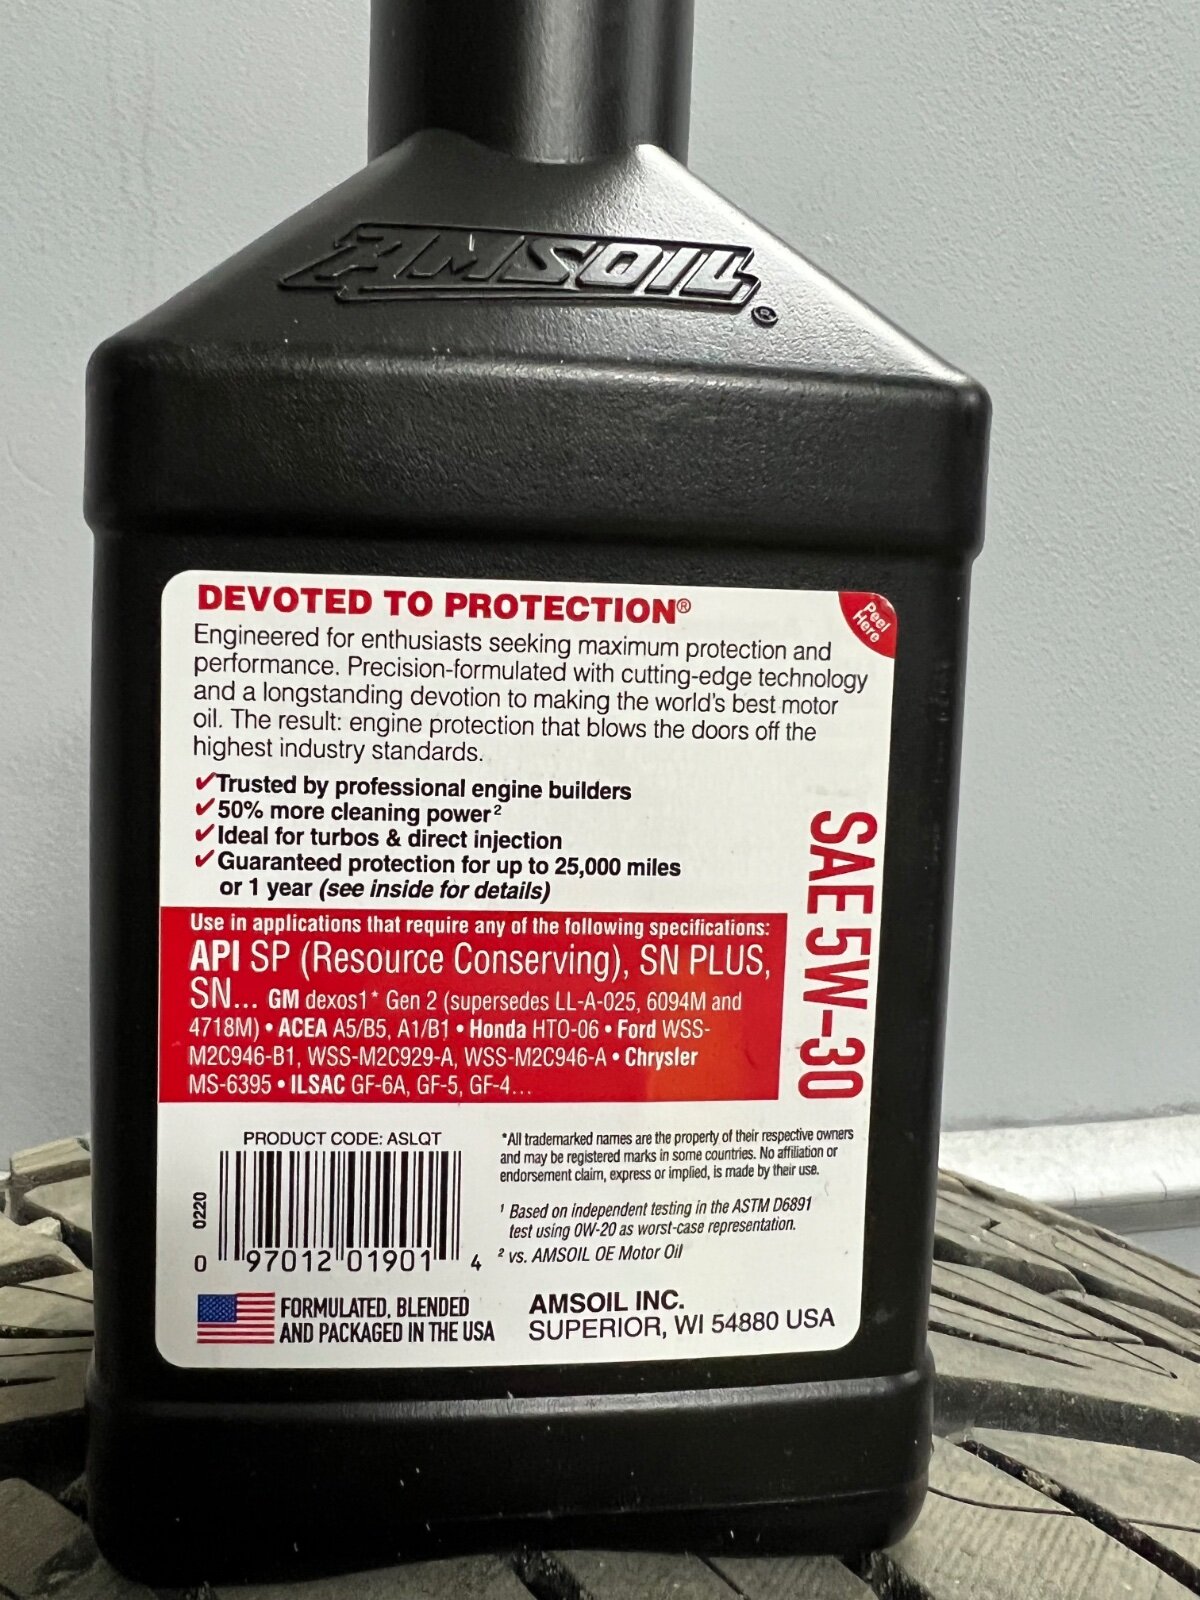 AMSOIL®
DEVOTED TO PROTECTION®
Peel
Here
Engineered for enthusiasts seeking maximum protection and
performance. Precision-formulated with cutting-edge technology
and a longstanding devotion to making the world's best motor
oil. The result: engine protection that blows the doors off the
highest industry standards.
✓Trusted by professional engine builders
✓50% more cleaning power²
✓Ideal for turbos & direct injection
✓Guaranteed protection for up to 25,000 miles
or 1 year (see inside for details)
SAE 5W-30
Use in applications that require any of the following specifications:
API SP (Resource Conserving), SN PLUS,
SN... GM dexos1* Gen 2 (supersedes LL-A-025, 6094M and
4718M) • ACEA A5/B5, A1/B1 • Honda HTO-06 • Ford WSS-
M2C946-B1, WSS-M2C929-A, WSS-M2C946-A • Chrysler
MS-6395 • ILSAC GF-6A, GF-5, GF-4...
PRODUCT CODE: ASLQT
0220
0 97012 01901 4
*All trademarked names are the property of their respective owners
and may be registered marks in some countries. No affiliation or
endorsement claim, express or implied, is made by their use.
¹ Based on independent testing in the ASTM D6891
test using 0W-20 as worst-case representation.
² vs. AMSOIL OE Motor Oil
FORMULATED, BLENDED
AND PACKAGED IN THE USA
AMSOIL INC.
SUPERIOR, WI 54880 USA